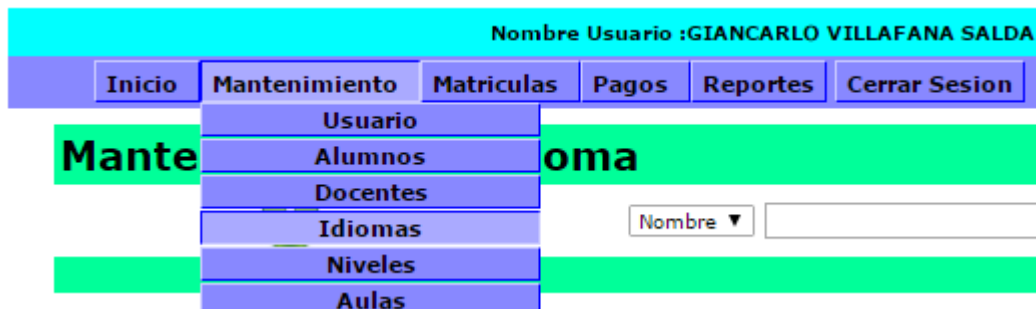 Nombre Usuario :GIANCARLO VILLAFANA SALDA
Inicio Mantenimiento Matriculas Pagos Reportes Cerrar Sesion
Usuario
Mante oma
Alumnos
Docentes
Idiomas
Nombre ▼
Niveles
Aulas